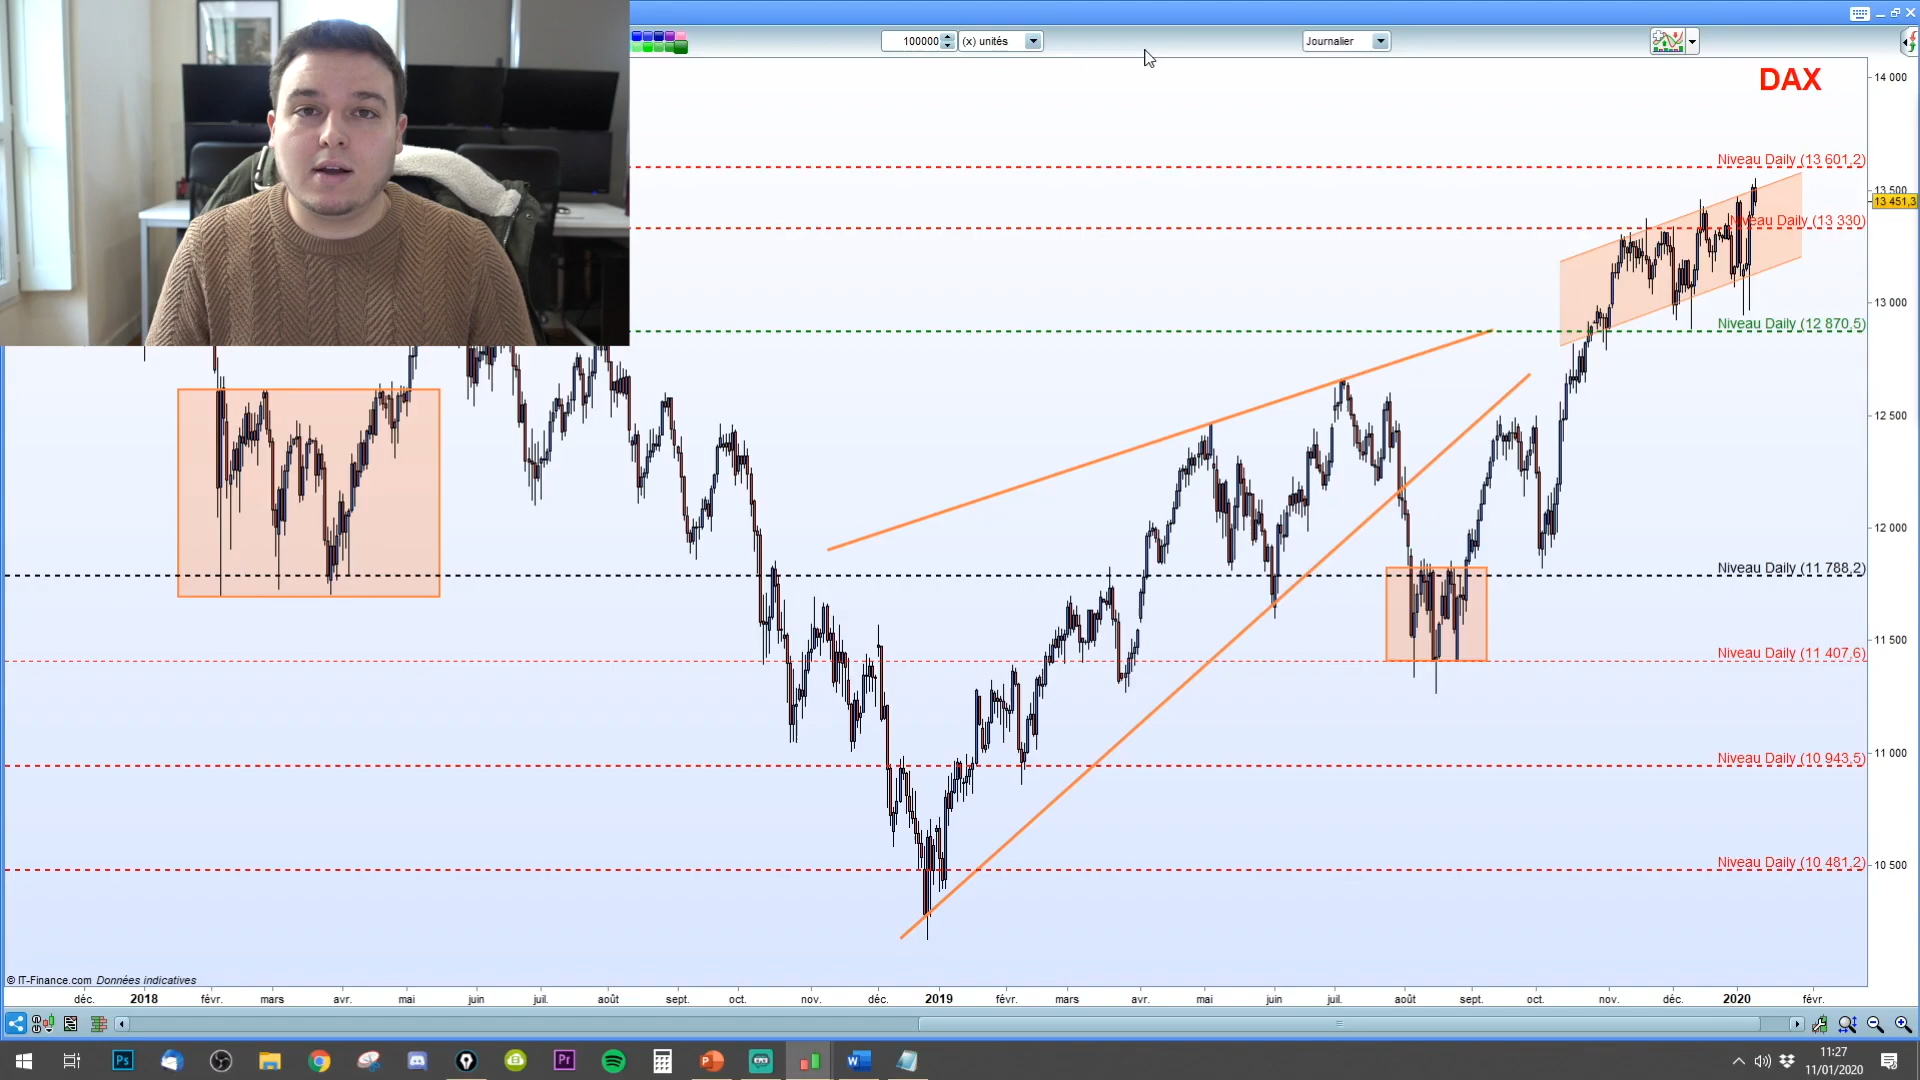 100000
(x) unités
Journalier
DAX
14 000
Niveau Daily (13 601,2)
13 500
13 451,3
Niveau Daily (13 330)
13 000
Niveau Daily (12 870,5)
12 500
12 000
Niveau Daily (11 788,2)
11 500
Niveau Daily (11 407,6)
11 000
Niveau Daily (10 943,5)
10 500
Niveau Daily (10 481,2)
© IT-Finance.com Données indicatives
déc. 2018 févr. mars avr. mai juin juil. août sept. oct. nov. déc. 2019 févr. mars avr. mai juin juil. août sept. oct. nov. déc. 2020 févr.
Ps
Pr
P
W
11:27
11/01/2020